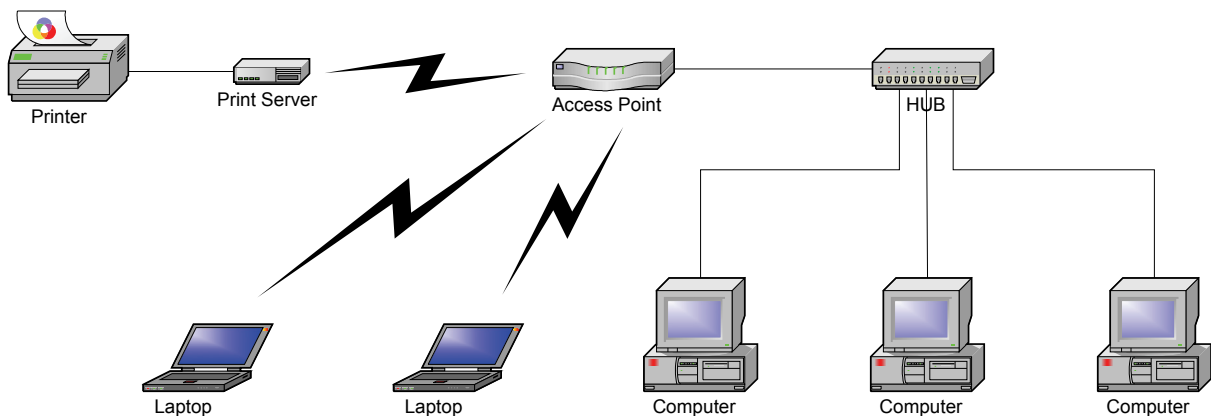 Printer
Print Server
Access Point
HUB
Laptop
Laptop
Computer
Computer
Computer